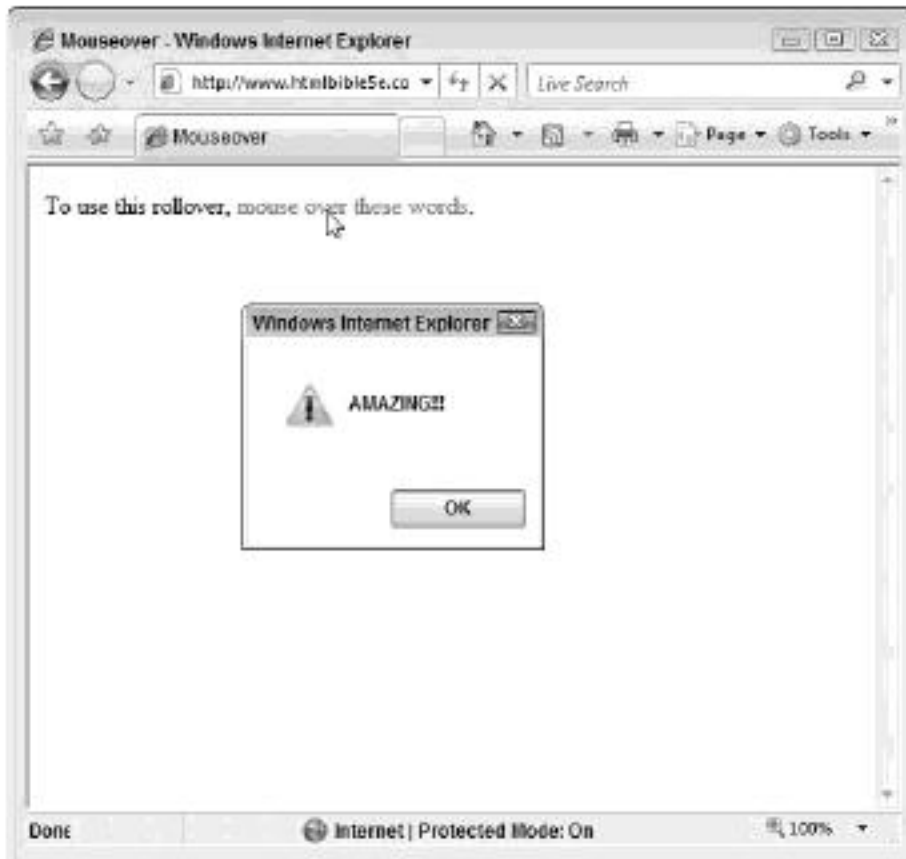 Mouseover - Windows Internet Explorer
http://www.htmlbible5e.co
Live Search
Mouseover
Page
Tools
To use this rollover, mouse over these words.
Windows Internet Explorer
AMAZING!!!
OK
Done
Internet | Protected Mode: On
100%